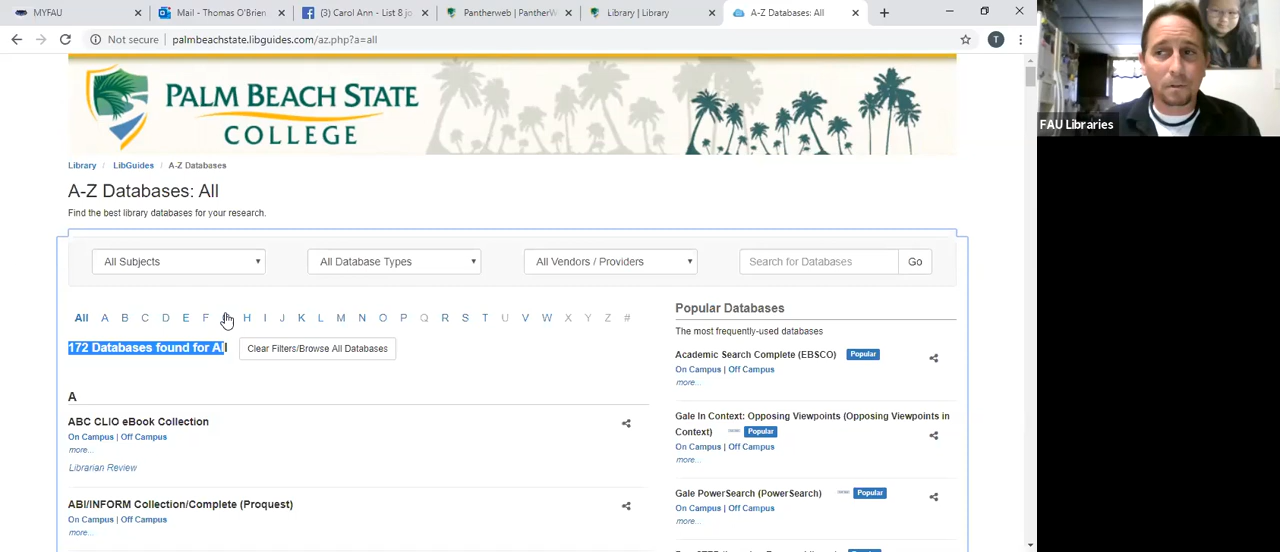 MYFAU
Mail - Thomas O'Brien
(3) Carol Ann - List 8 jo
Pantherweb | PantherW
Library | Library
A-Z Databases: All
Not secure
palmbeachstate.libguides.com/az.php?a=all
T
FAU Libraries
PALM BEACH STATE
COLLEGE
Library / LibGuides / A-Z Databases
A-Z Databases: All
Find the best library databases for your research.
All Subjects
All Database Types
All Vendors / Providers
Search for Databases
Go
All A B C D E F H I J K L M N O P Q R S T U V W X Y Z #
172 Databases found for All
Clear Filters/Browse All Databases
A
ABC CLIO eBook Collection
On Campus | Off Campus
more...
Librarian Review
ABI/INFORM Collection/Complete (Proquest)
On Campus | Off Campus
more...
Popular Databases
The most frequently-used databases
Academic Search Complete (EBSCO) Popular
On Campus | Off Campus
more...
Gale In Context: Opposing Viewpoints (Opposing Viewpoints in
Context) Popular
On Campus | Off Campus
more...
Gale PowerSearch (PowerSearch) Popular
On Campus | Off Campus
more...